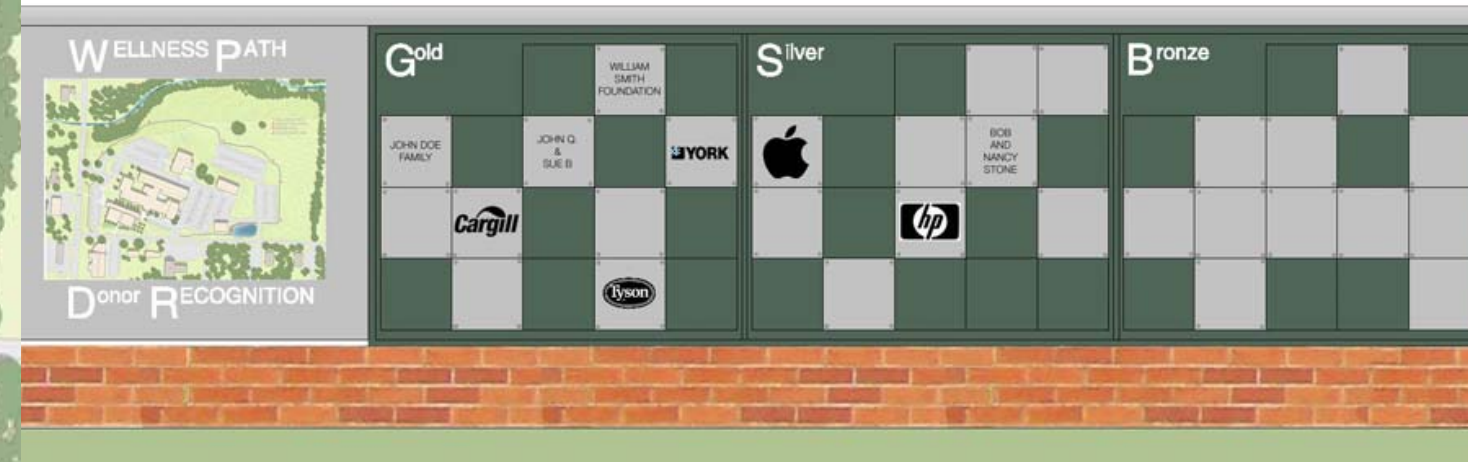 WELLNESS PATH
Donor RECOGNITION
Gold
WILLIAM
SMITH
FOUNDATION
JOHN DOE
FAMILY
JOHN Q.
&
SUE B
YORK
Cargill
Tyson
Silver
BOB
AND
NANCY
STONE
hp
Bronze